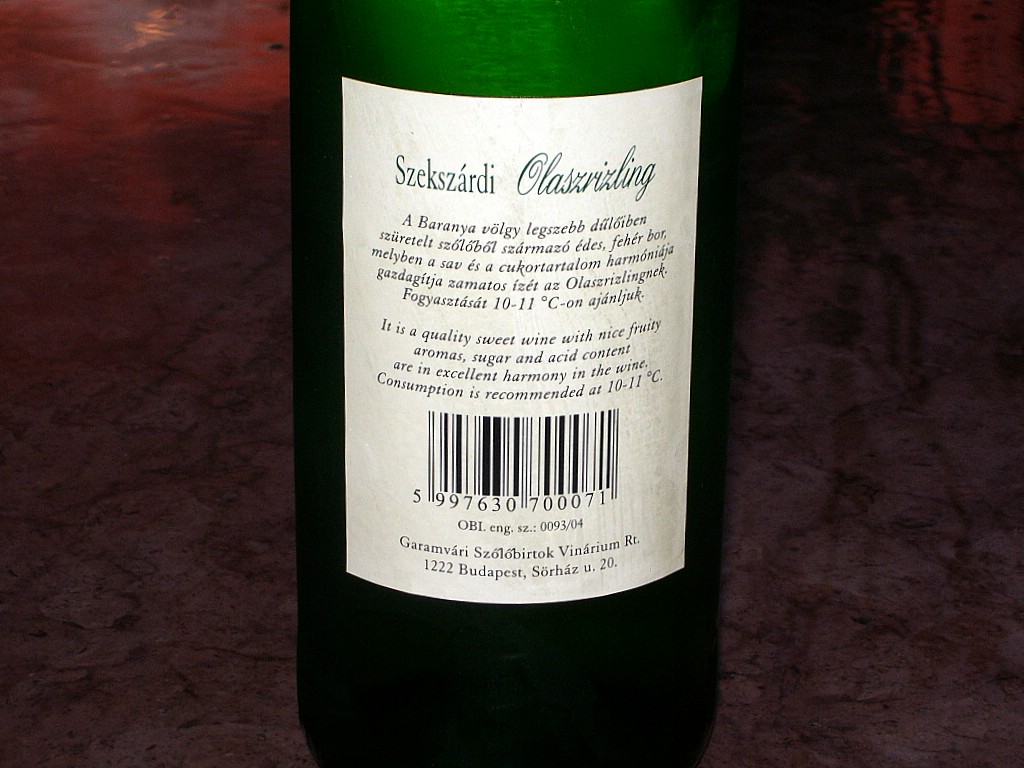 Szekszárdi Olaszrizling
A Baranya völgy legszebb dűlőiben
szüretelt szőlőből származó édes, fehér bor,
melyben a sav és a cukortartalom harmóniája
gazdagítja zamatos ízét az Olaszrizlingnek.
Fogyasztását 10-11 °C-on ajánljuk.
It is a quality sweet wine with nice fruity
aromas, sugar and acid content
are in excellent harmony in the wine.
Consumption is recommended at 10-11 °C.
5 997630 700071
OBI. eng. sz.: 0093/04
Garamvári Szőlőbirtok Vinárium Rt.
1222 Budapest, Sörház u. 20.